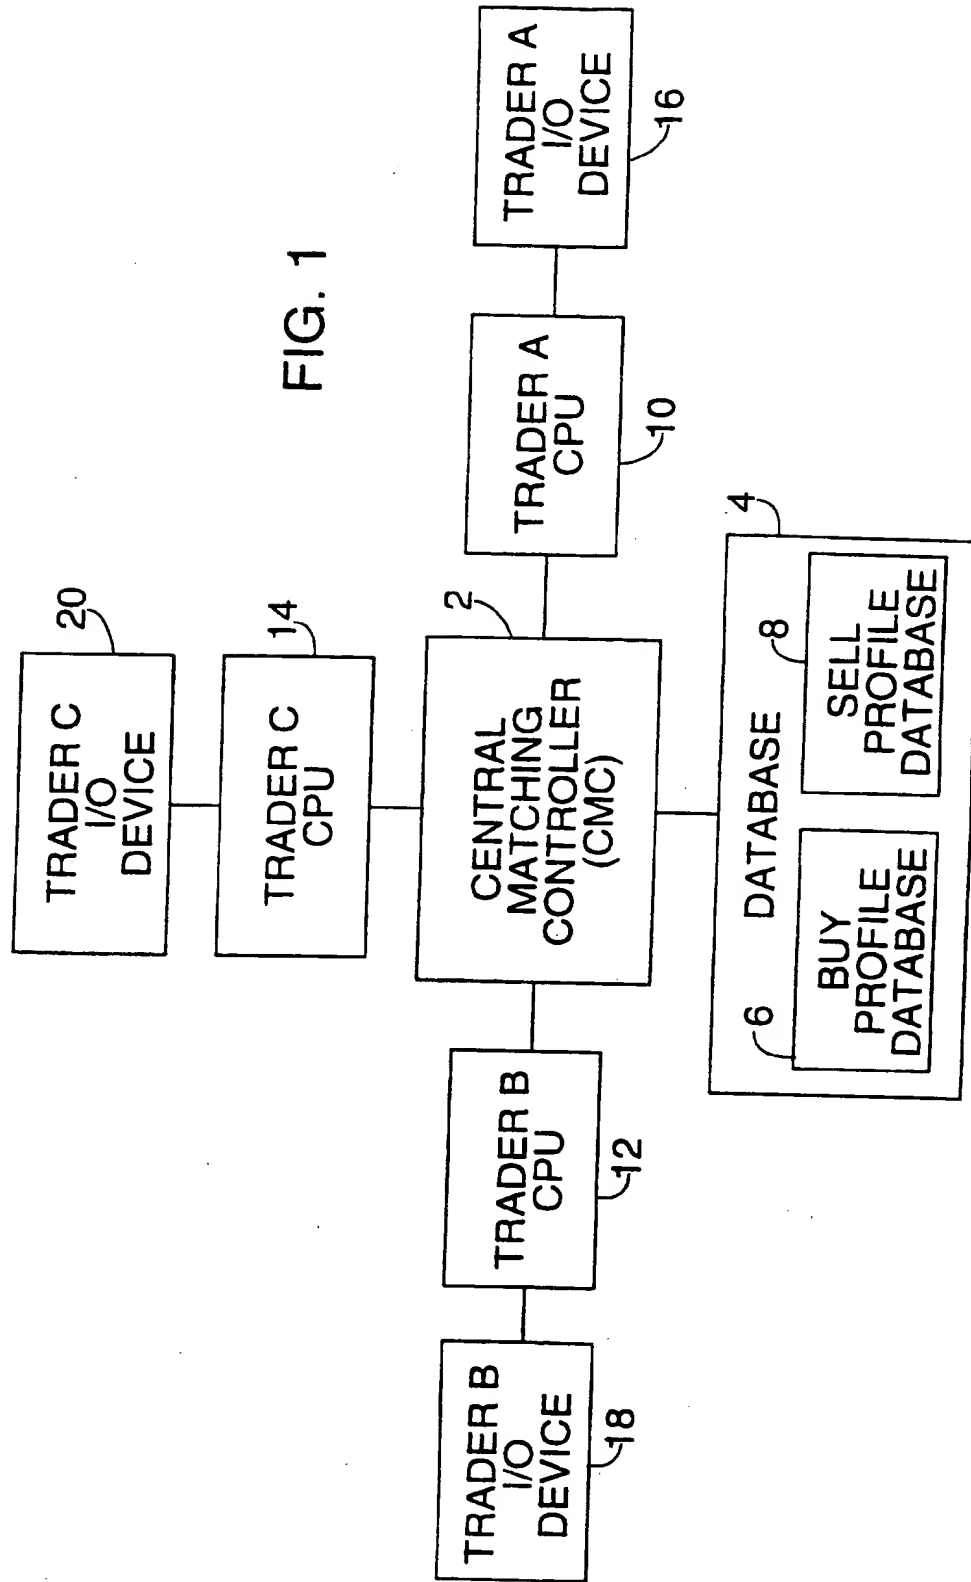 FIG. 1
TRADER C
I/O
DEVICE
20
TRADER C
CPU
14
TRADER B
I/O
DEVICE
18
TRADER B
CPU
12
CENTRAL
MATCHING
CONTROLLER
(CMC)
2
TRADER A
CPU
10
TRADER A
I/O
DEVICE
16
DATABASE
4
6
BUY
PROFILE
DATABASE
8
SELL
PROFILE
DATABASE